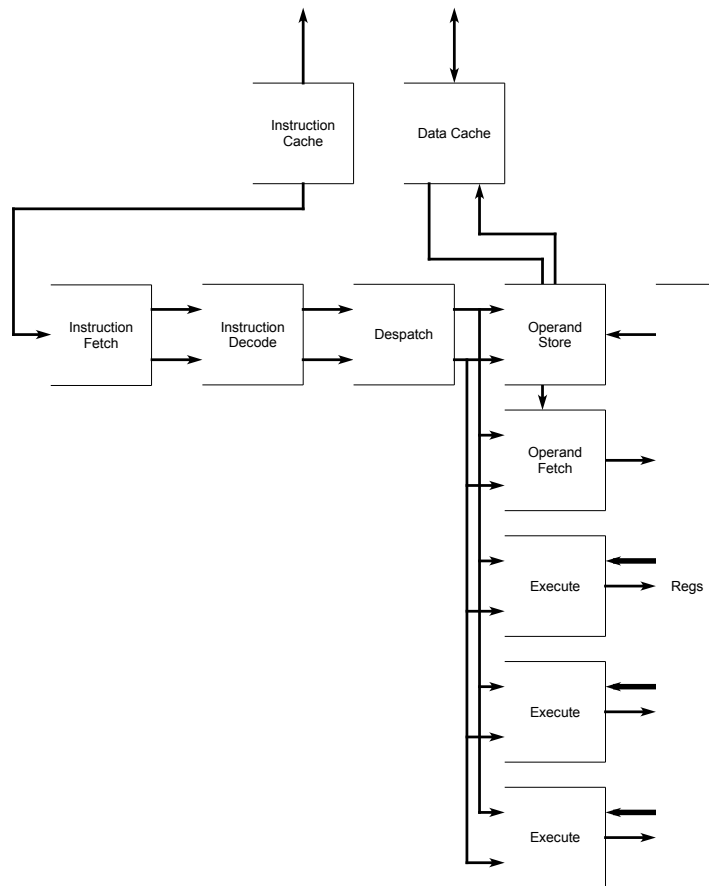 Instruction
Cache
Data Cache
Instruction
Fetch
Instruction
Decode
Despatch
Operand
Store
Operand
Fetch
Execute
Regs
Execute
Execute